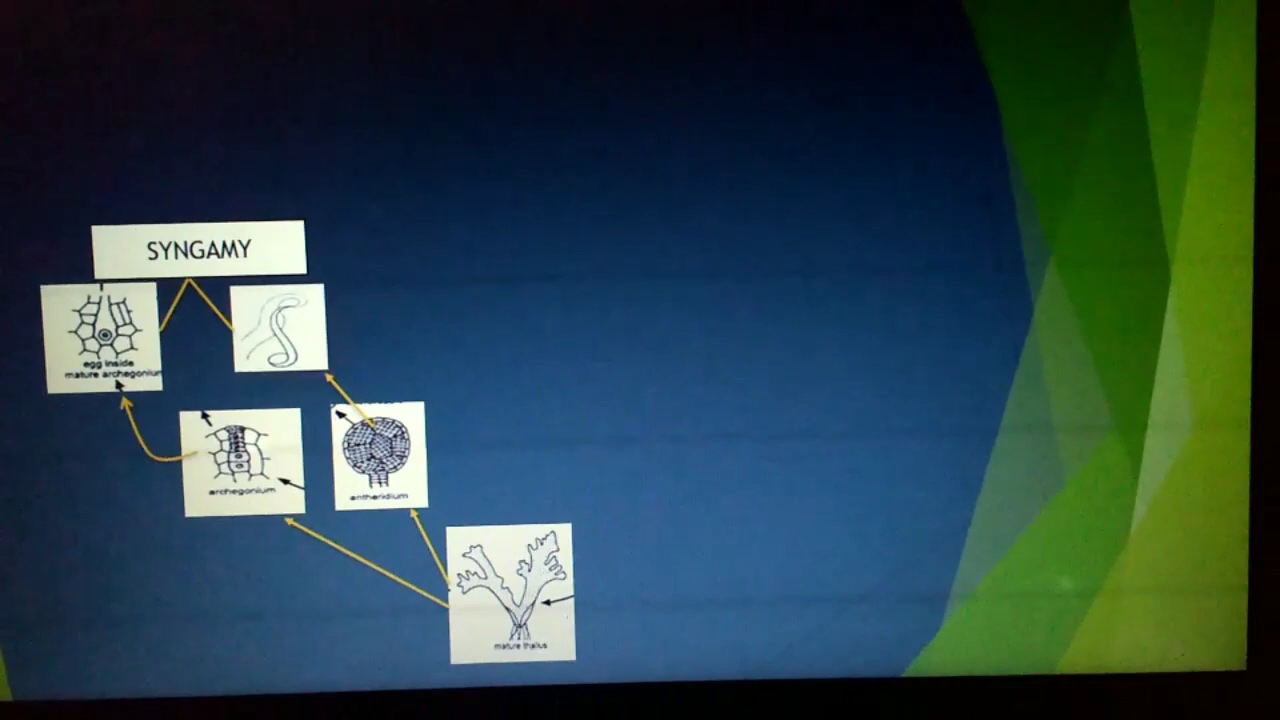 SYNGAMY
egg inside
mature archegonium
archegonium
antheridium
mature thallus